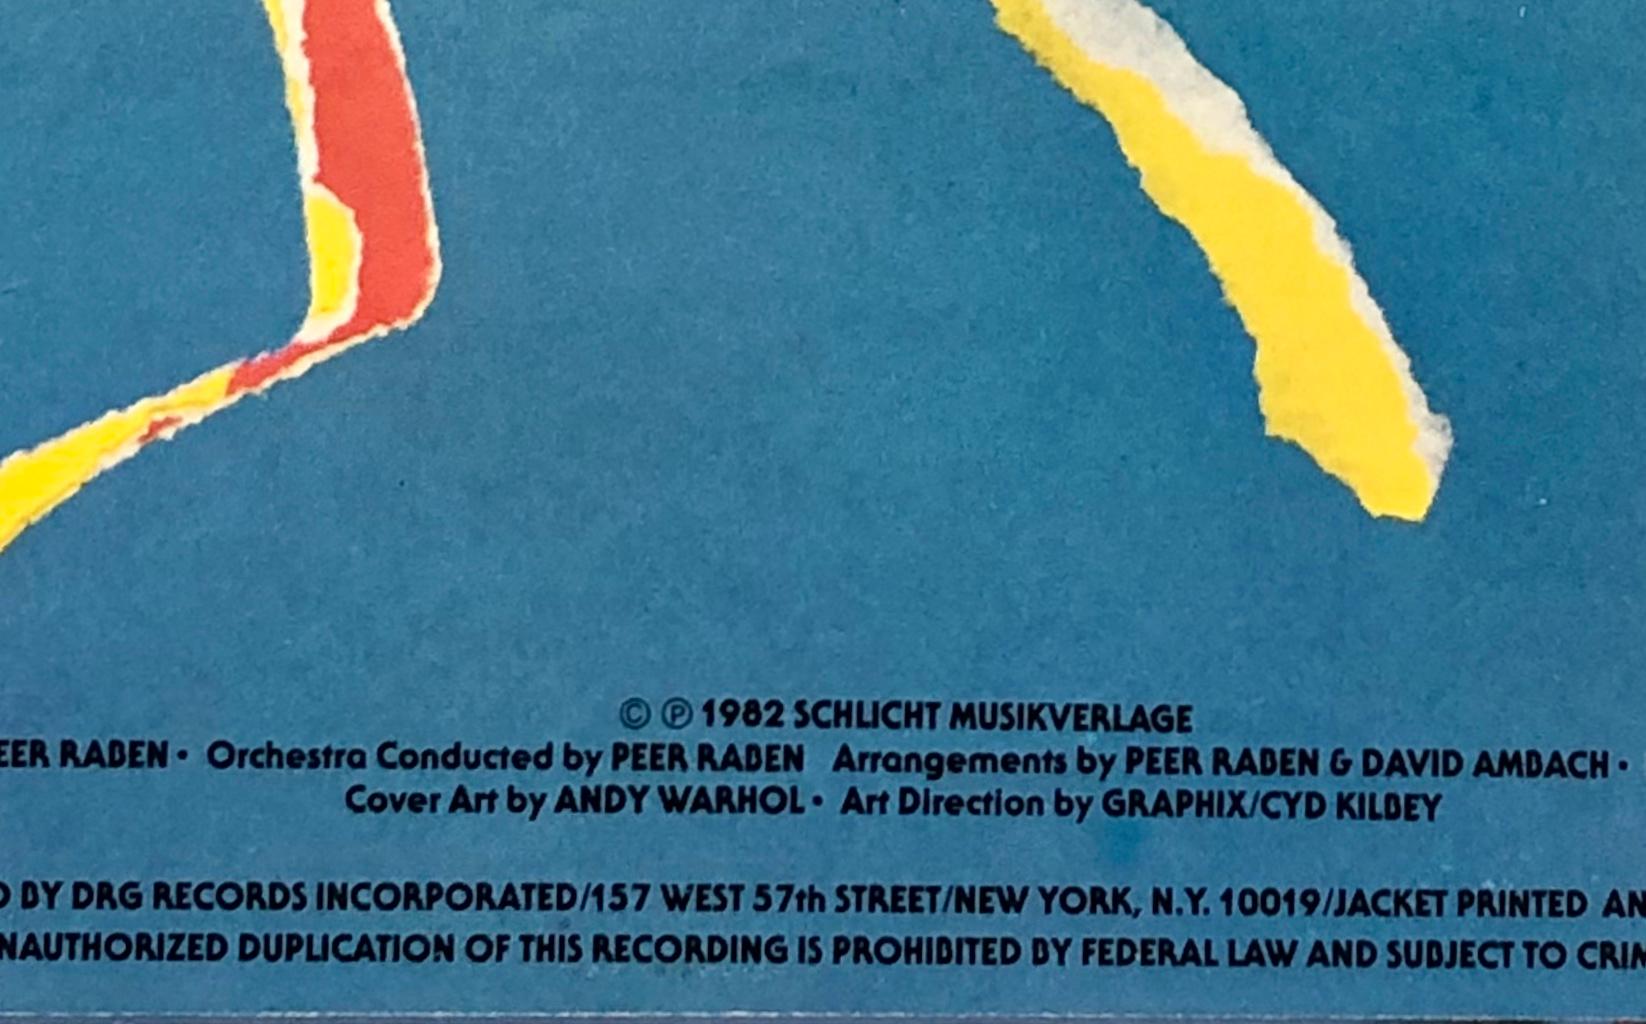 © ℗ 1982 SCHLICHT MUSIKVERLAGE
EER RABEN • Orchestra Conducted by PEER RABEN Arrangements by PEER RABEN & DAVID AMBACH •
Cover Art by ANDY WARHOL • Art Direction by GRAPHIX/CYD KILBEY
D BY DRG RECORDS INCORPORATED/157 WEST 57th STREET/NEW YORK, N.Y. 10019/JACKET PRINTED AN
NAUTHORIZED DUPLICATION OF THIS RECORDING IS PROHIBITED BY FEDERAL LAW AND SUBJECT TO CRIM